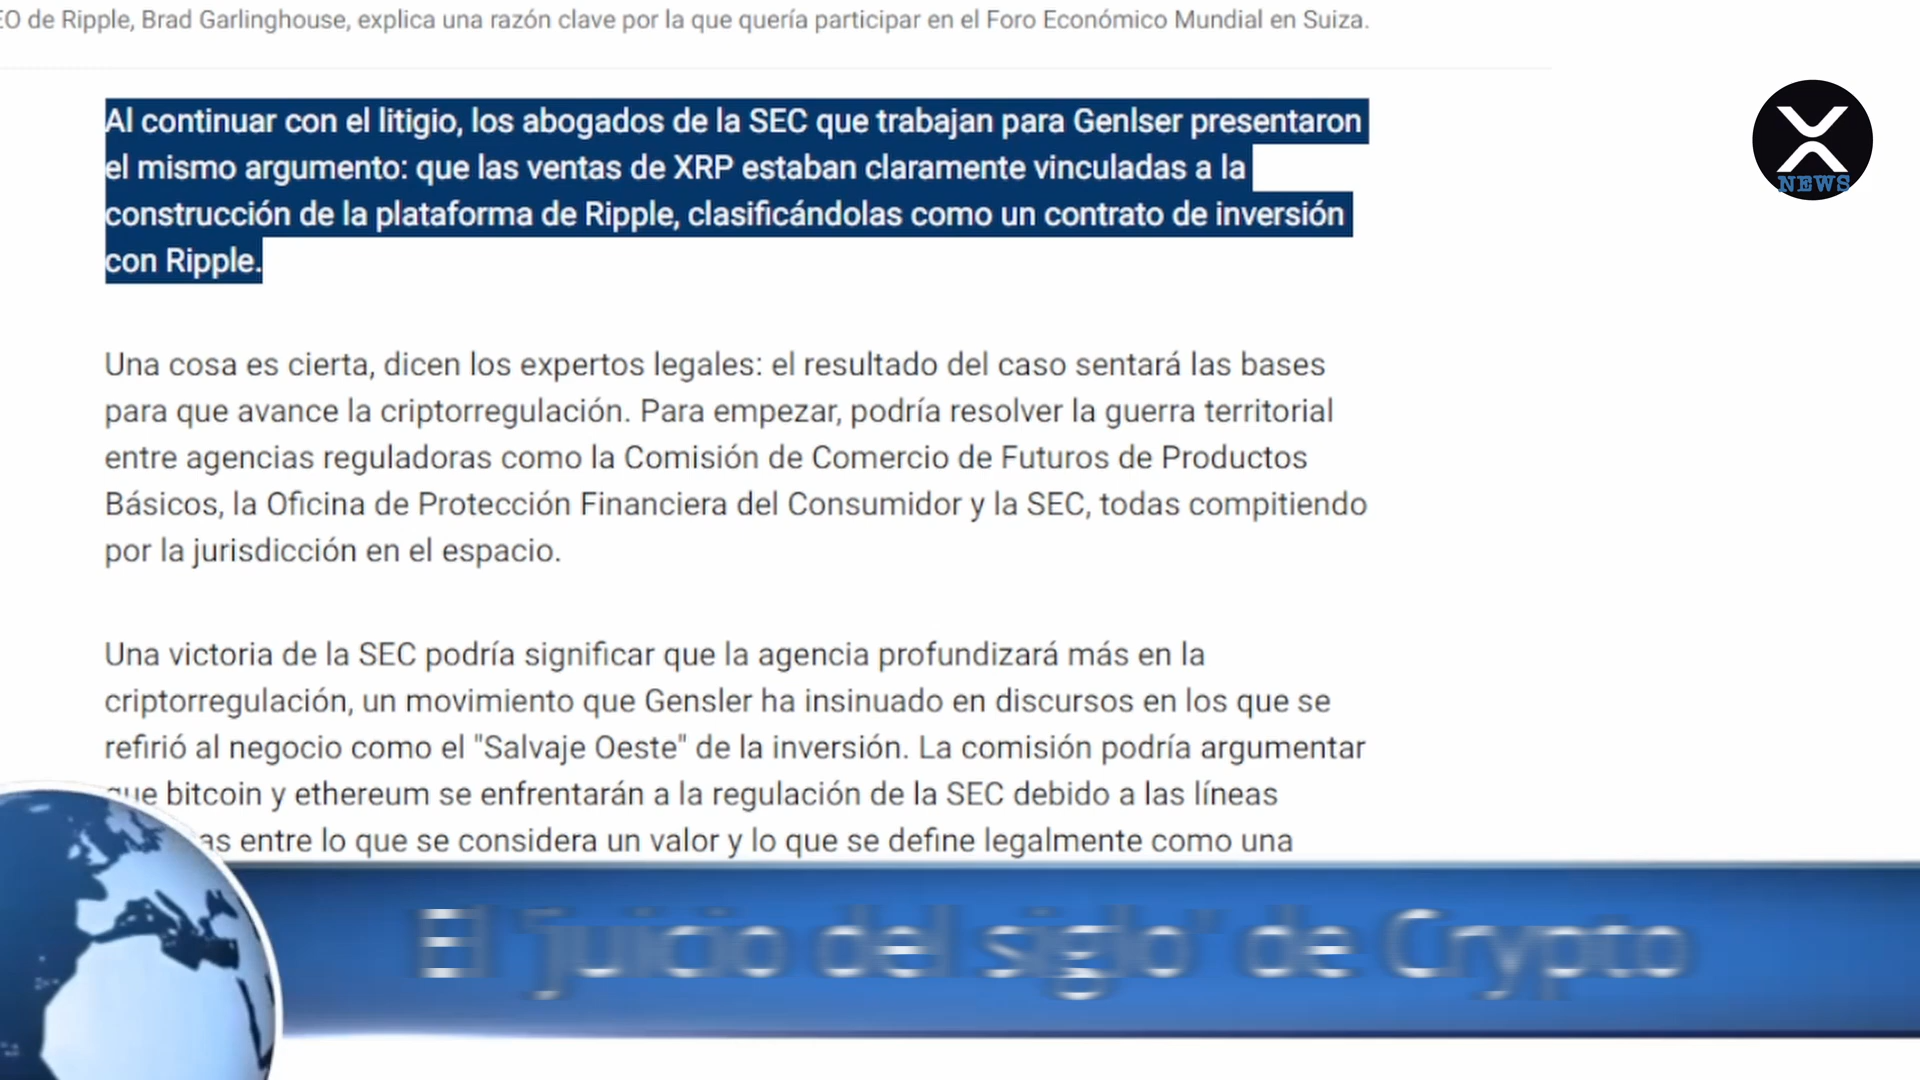 EO de Ripple, Brad Garlinghouse, explica una razón clave por la que quería participar en el Foro Económico Mundial en Suiza.
Al continuar con el litigio, los abogados de la SEC que trabajan para Genlser presentaron
el mismo argumento: que las ventas de XRP estaban claramente vinculadas a la
construcción de la plataforma de Ripple, clasificándolas como un contrato de inversión
con Ripple.
NEWS
Una cosa es cierta, dicen los expertos legales: el resultado del caso sentará las bases
para que avance la criptorregulación. Para empezar, podría resolver la guerra territorial
entre agencias reguladoras como la Comisión de Comercio de Futuros de Productos
Básicos, la Oficina de Protección Financiera del Consumidor y la SEC, todas compitiendo
por la jurisdicción en el espacio.
Una victoria de la SEC podría significar que la agencia profundizará más en la
criptorregulación, un movimiento que Gensler ha insinuado en discursos en los que se
refirió al negocio como el "Salvaje Oeste" de la inversión. La comisión podría argumentar
que bitcoin y ethereum se enfrentarán a la regulación de la SEC debido a las líneas
entre lo que se considera un valor y lo que se define legalmente como una
El 'juicio del siglo' de Crypto